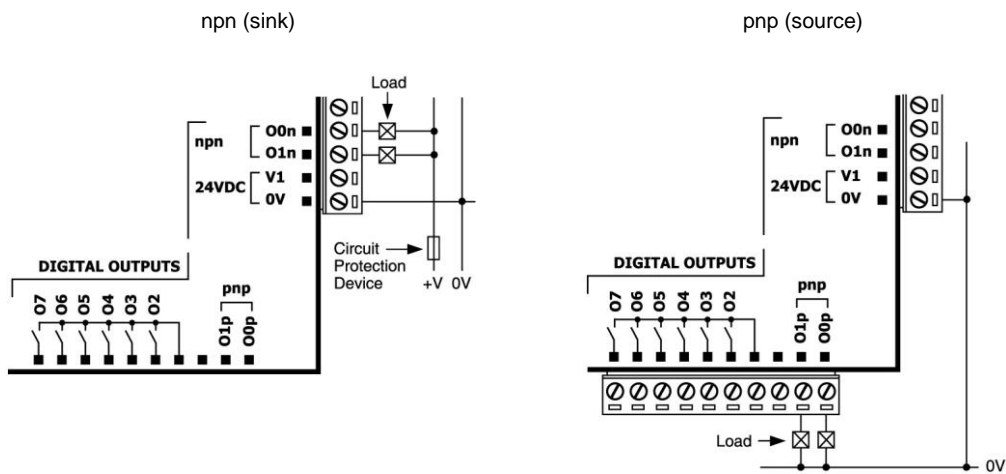 npn (sink)
Load
npn
O0n
O1n
24VDC
V1
0V
Circuit
Protection
Device
+V 0V
DIGITAL OUTPUTS
pnp
O7 O6 O5 O4 O3 O2 O1p O0p
pnp (source)
npn
O0n
O1n
24VDC
V1
0V
DIGITAL OUTPUTS
pnp
O7 O6 O5 O4 O3 O2 O1p O0p
Load
0V